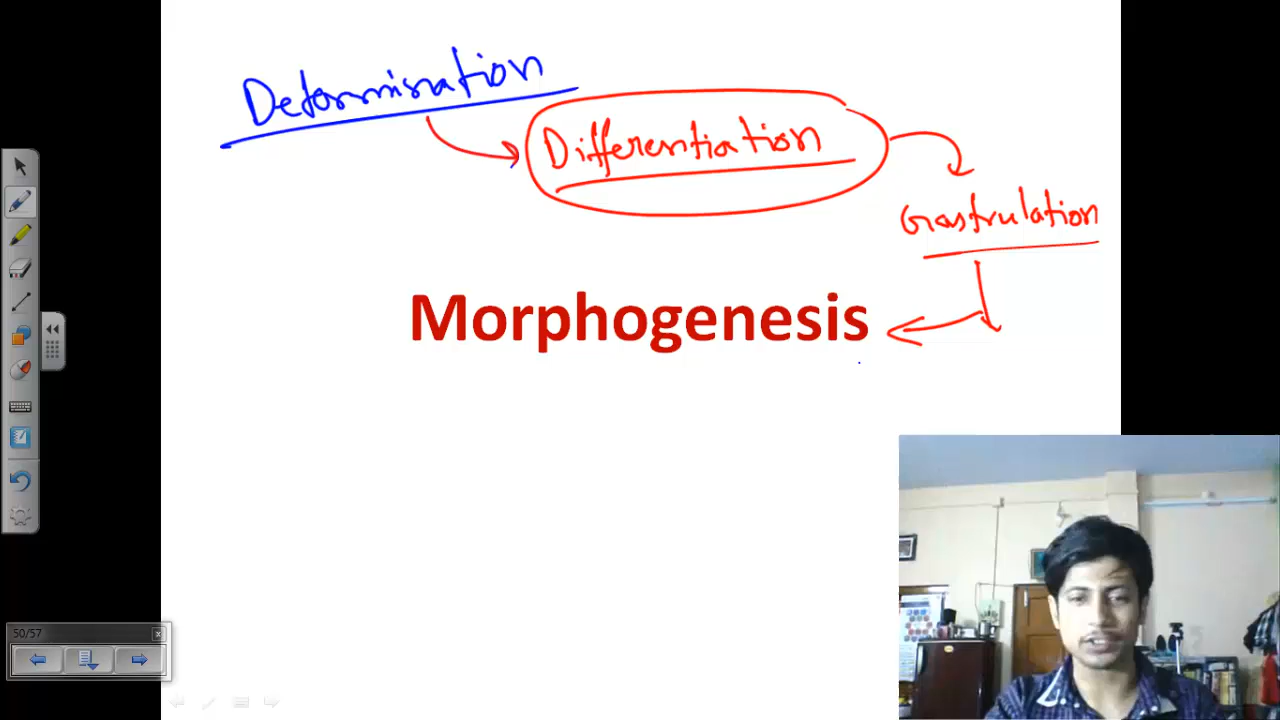 Determination
Differentiation
Gastrulation
Morphogenesis
50/57